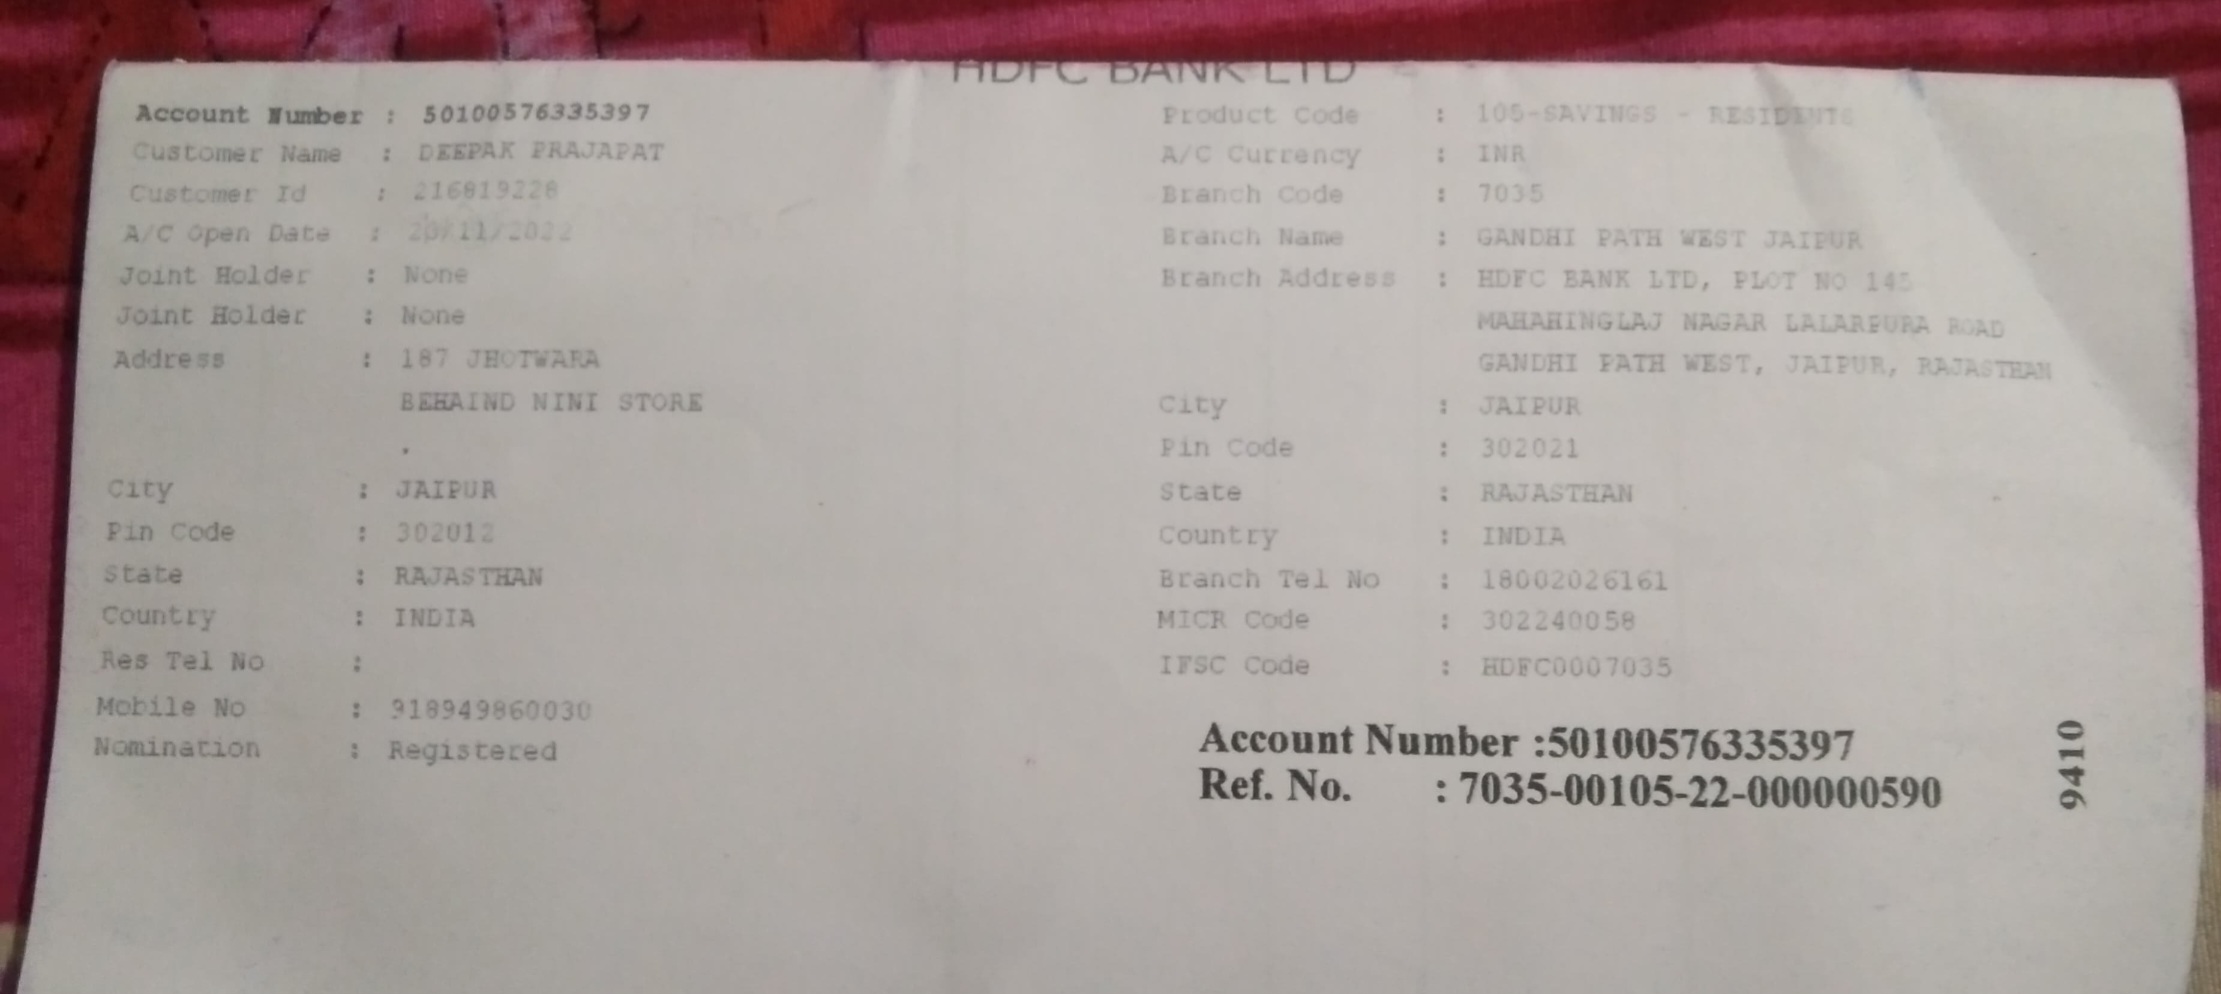 HDFC BANK LTD
Account Number : 50100576335397
Customer Name : DEEPAK PRAJAPAT
Customer Id : 216819228
A/C Open Date :
Joint Holder : None
Joint Holder : None
Address : 187 JHOTWARA
BEHAIND NINI STORE
.
City : JAIPUR
Pin Code : 302012
State : RAJASTHAN
Country : INDIA
Res Tel No :
Mobile No : 918949860030
Nomination : Registered
Product Code : 105-SAVINGS - RESIDENTS
A/C Currency : INR
Branch Code : 7035
Branch Name : GANDHI PATH WEST JAIPUR
Branch Address : HDFC BANK LTD, PLOT NO 145
MAHAHINGLAJ NAGAR LALARPURA ROAD
GANDHI PATH WEST, JAIPUR, RAJASTHAN
City : JAIPUR
Pin Code : 302021
State : RAJASTHAN
Country : INDIA
Branch Tel No : 18002026161
MICR Code : 302240058
IFSC Code : HDFC0007035
Account Number :50100576335397
Ref. No. : 7035-00105-22-000000590
9410